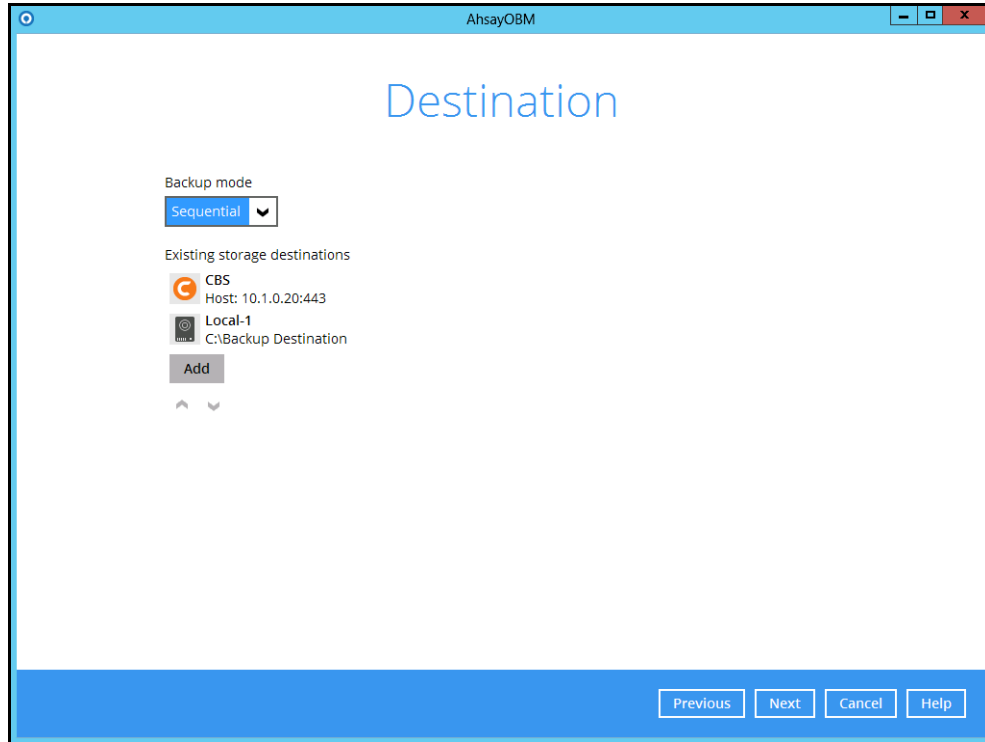 AhsayOBM
Destination
Backup mode
Sequential
Existing storage destinations
CBS
Host: 10.1.0.20:443
Local-1
C:\Backup Destination
Add
Previous Next Cancel Help